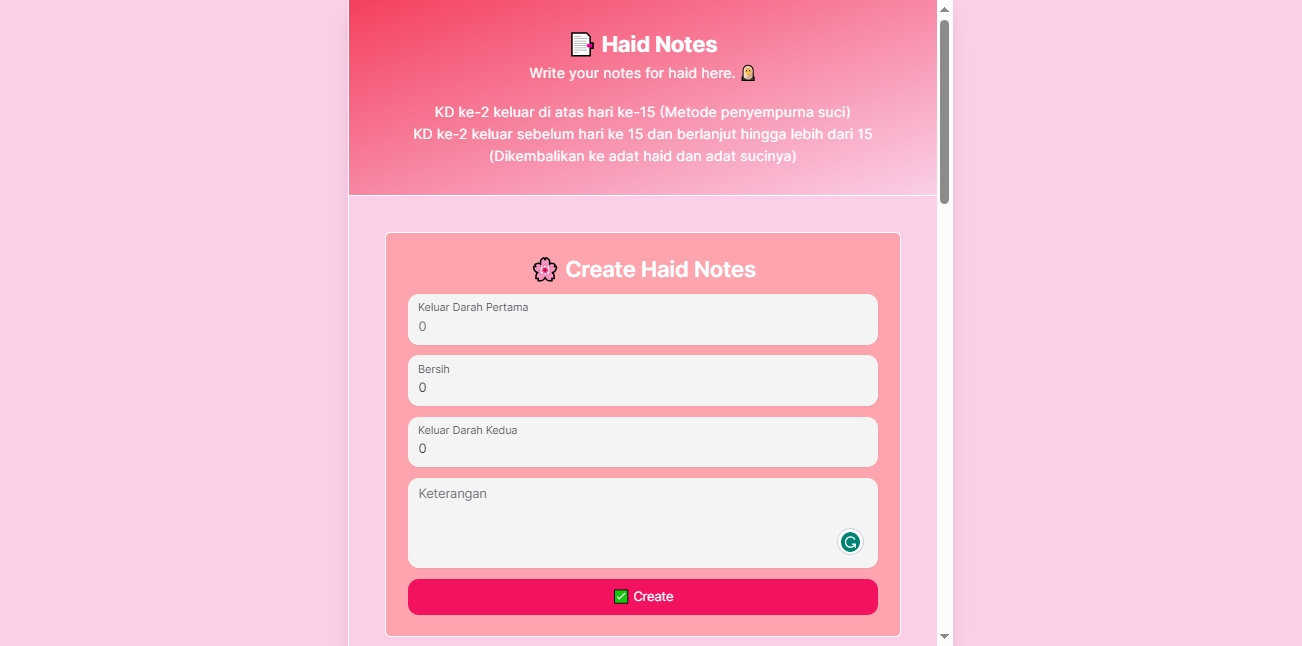 Haid Notes
Write your notes for haid here.
KD ke-2 keluar di atas hari ke-15 (Metode penyempurna suci)
KD ke-2 keluar sebelum hari ke 15 dan berlanjut hingga lebih dari 15
(Dikembalikan ke adat haid dan adat sucinya)
Create Haid Notes
Keluar Darah Pertama
0
Bersih
0
Keluar Darah Kedua
0
Keterangan
Create